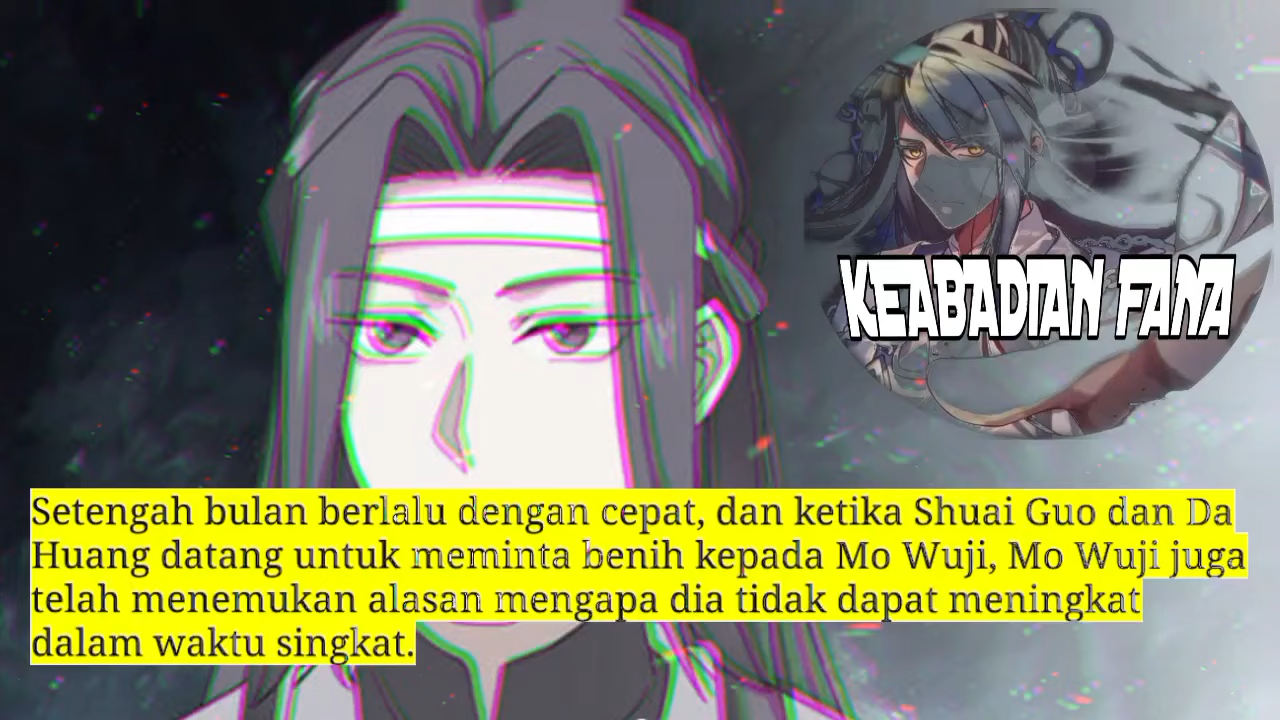 KEABADIAN FANA
Setengah bulan berlalu dengan cepat, dan ketika Shuai Guo dan Da
Huang datang untuk meminta benih kepada Mo Wuji, Mo Wuji juga
telah menemukan alasan mengapa dia tidak dapat meningkat
dalam waktu singkat.